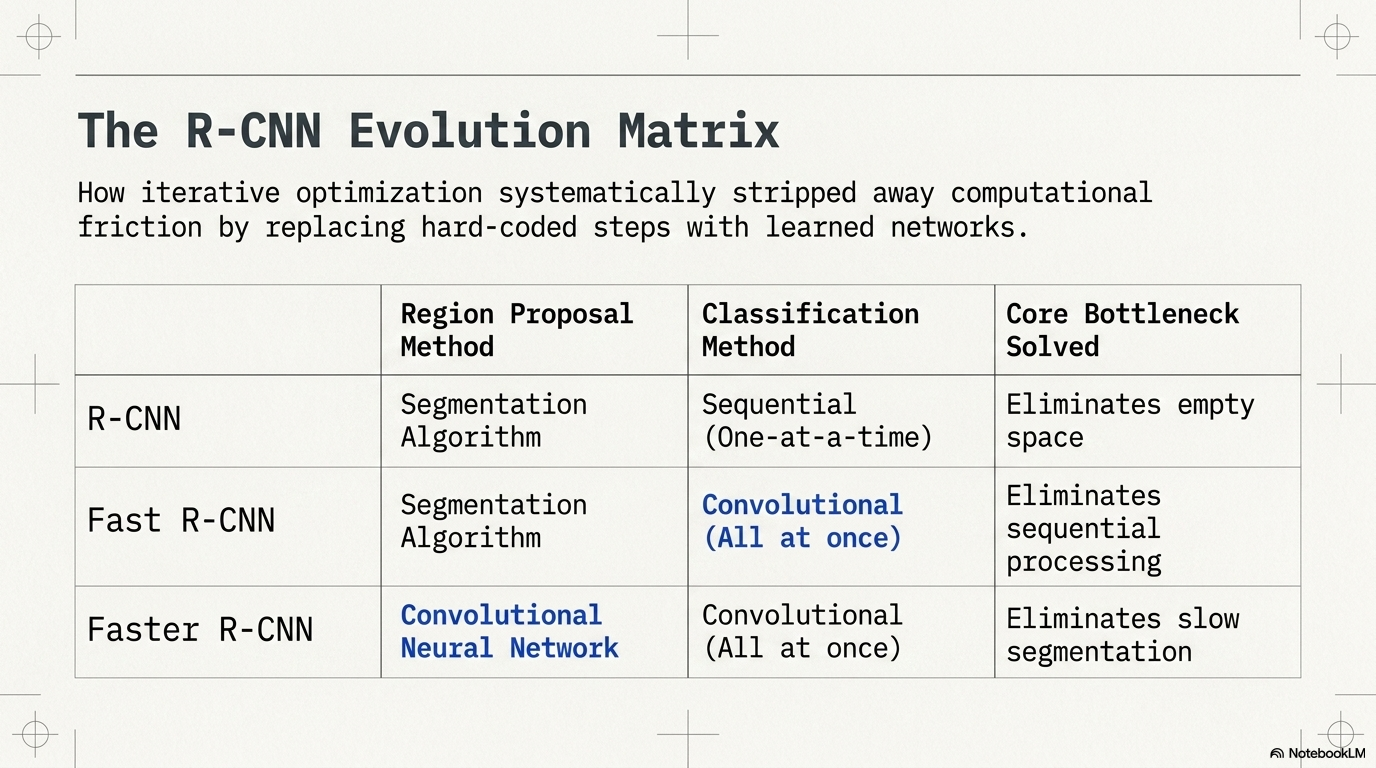 The R-CNN Evolution Matrix
How iterative optimization systematically stripped away computational
friction by replacing hard-coded steps with learned networks.
Region Proposal
Method
Classification
Method
Core Bottleneck
Solved
R-CNN
Segmentation
Algorithm
Sequential
(One-at-a-time)
Eliminates empty
space
Fast R-CNN
Segmentation
Algorithm
Convolutional
(All at once)
Eliminates
sequential
processing
Faster R-CNN
Convolutional
Neural Network
Convolutional
(All at once)
Eliminates slow
segmentation
NotebookLM